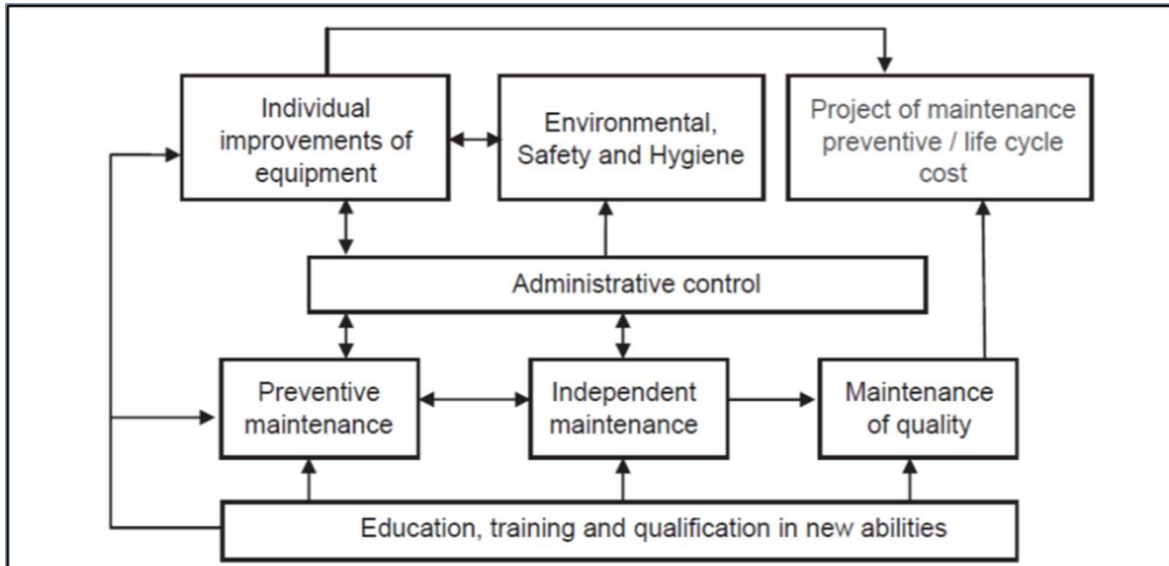 Individual
improvements of
equipment
Environmental,
Safety and Hygiene
Project of maintenance
preventive / life cycle
cost
Administrative control
Preventive
maintenance
Independent
maintenance
Maintenance
of quality
Education, training and qualification in new abilities